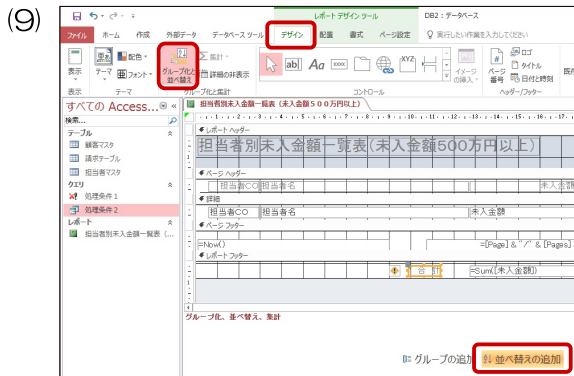 (9)
レポート デザイン ツール DB2 : データベース
ファイル ホーム 作成 外部データ データベース ツール デザイン 配置 書式 ページ設定 実行したい作業を入力してください
表示 テーマ 配色 フォント グループ化と並べ替え Σ 集計 詳細の非表示 ab| Aa xxxx XYZ イメージの挿入 ページ番号 ロゴ タイトル 日付と時刻
表示 テーマ グループ化と集計 コントロール ヘッダー/フッター
すべての Access... «
検索...
テーブル
顧客マスタ
請求テーブル
担当者マスタ
クエリ
処理条件1
処理条件2
レポート
担当者別未入金額一覧表 (...
担当者別未入金額一覧表 (未入金額500万円以上)
レポート ヘッダー
担当者別未入金額一覧表(未入金額500万円以上)
ページ ヘッダー
担当者CO 担当者名 未入金額
詳細
担当者CO 担当者名 未入金額
ページ フッター
=Now() =[Page] & "/" & [Pages]
レポート フッター
合 計 =Sum([未入金額])
グループ化、並べ替え、集計
グループの追加 並べ替えの追加